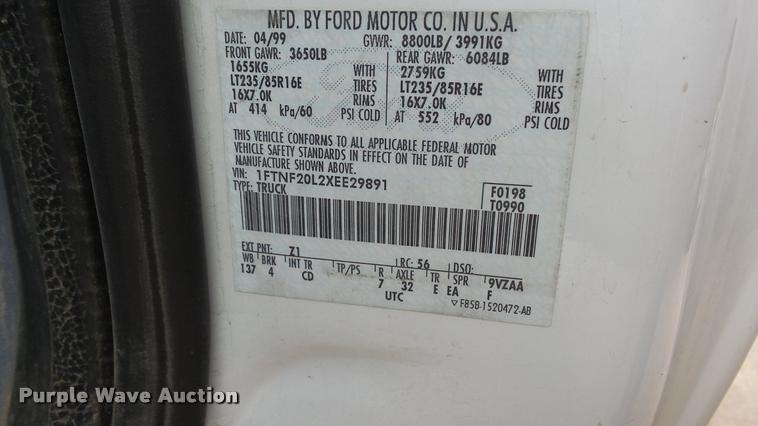 MFD. BY FORD MOTOR CO. IN U.S.A.
DATE: 04/99 GVWR: 8800LB/ 3991KG
FRONT GAWR: 3650LB REAR GAWR: 6084LB
1655KG WITH 2759KG WITH
LT235/85R16E TIRES LT235/85R16E TIRES
16X7.0K RIMS 16X7.0K RIMS
AT 414 kPa/60 PSI COLD AT 552 kPa/80 PSI COLD
THIS VEHICLE CONFORMS TO ALL APPLICABLE FEDERAL MOTOR
VEHICLE SAFETY STANDARDS IN EFFECT ON THE DATE OF
MANUFACTURE SHOWN ABOVE.
VIN: 1FTNF20L2XEE29891 F0198
TYPE: TRUCK T0990
EXT PNT: Z1 RC: 56 DSO:
WB BRK INT TR TP/PS R AXLE TR SPR 9VZAA
137 4 CD 7 32 E EA F
UTC ▽ F85B-1520472-AB
Purple Wave Auction